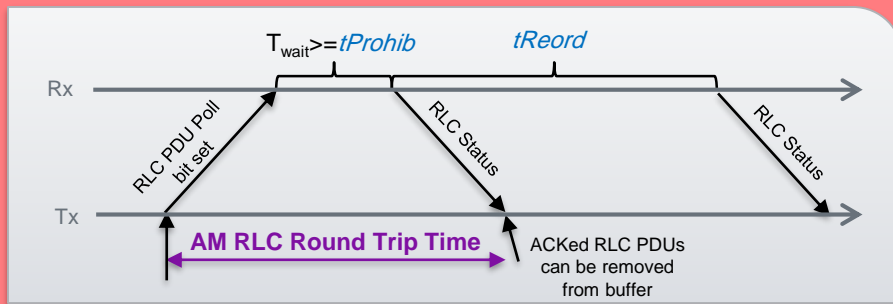 Twait>=tProhib
tReord
Rx
RLC PDU Poll
bit set
RLC Status
RLC Status
Tx
AM RLC Round Trip Time
ACKed RLC PDUs
can be removed
from buffer